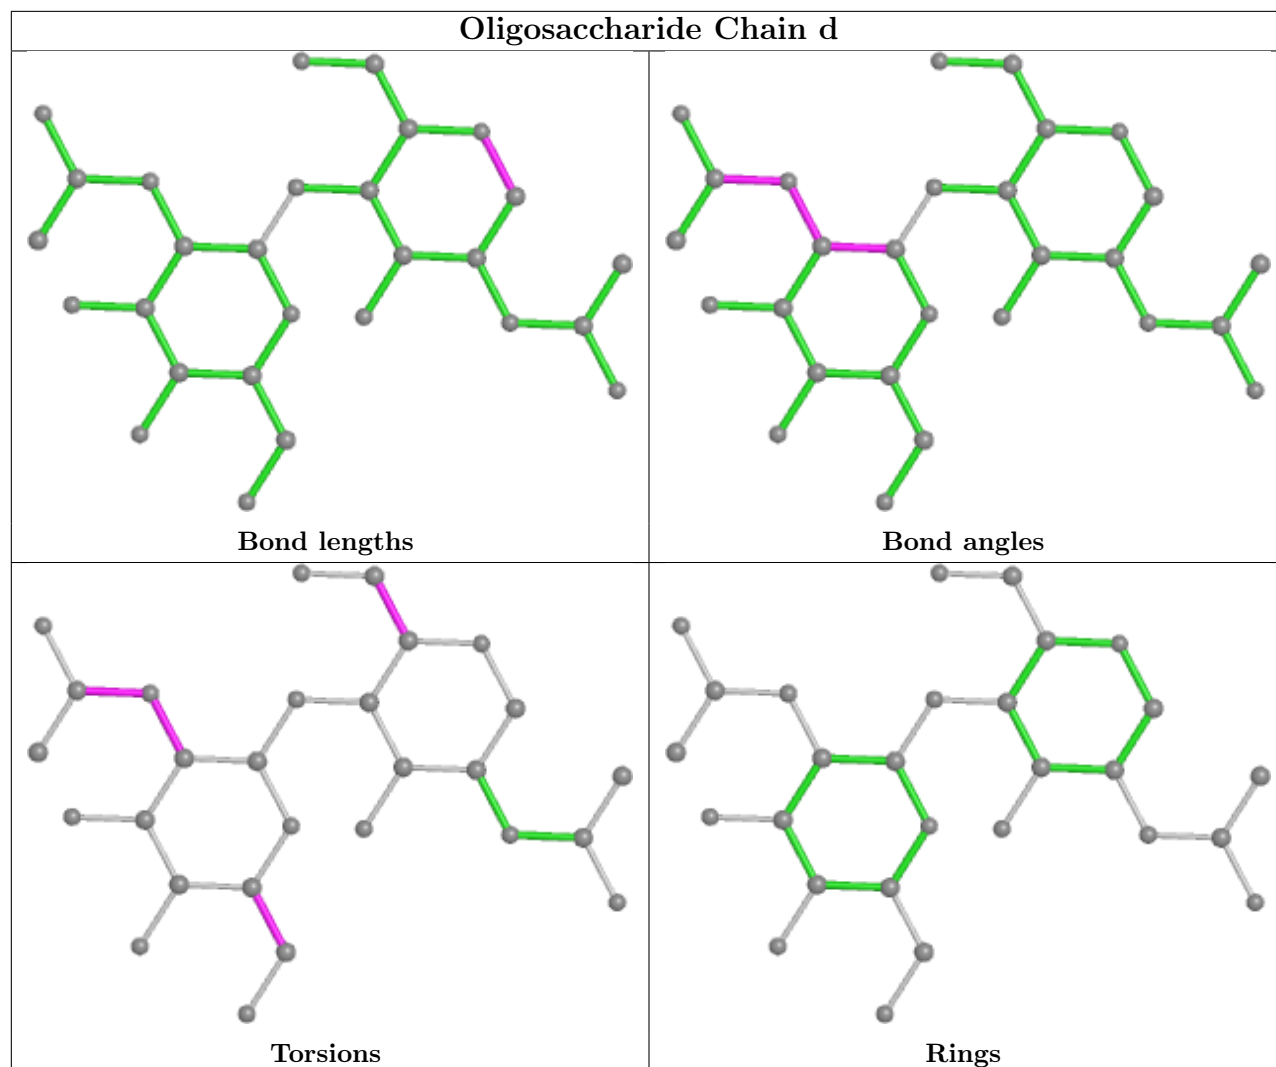 Oligosaccharide Chain d
Bond lengths
Bond angles
Torsions
Rings